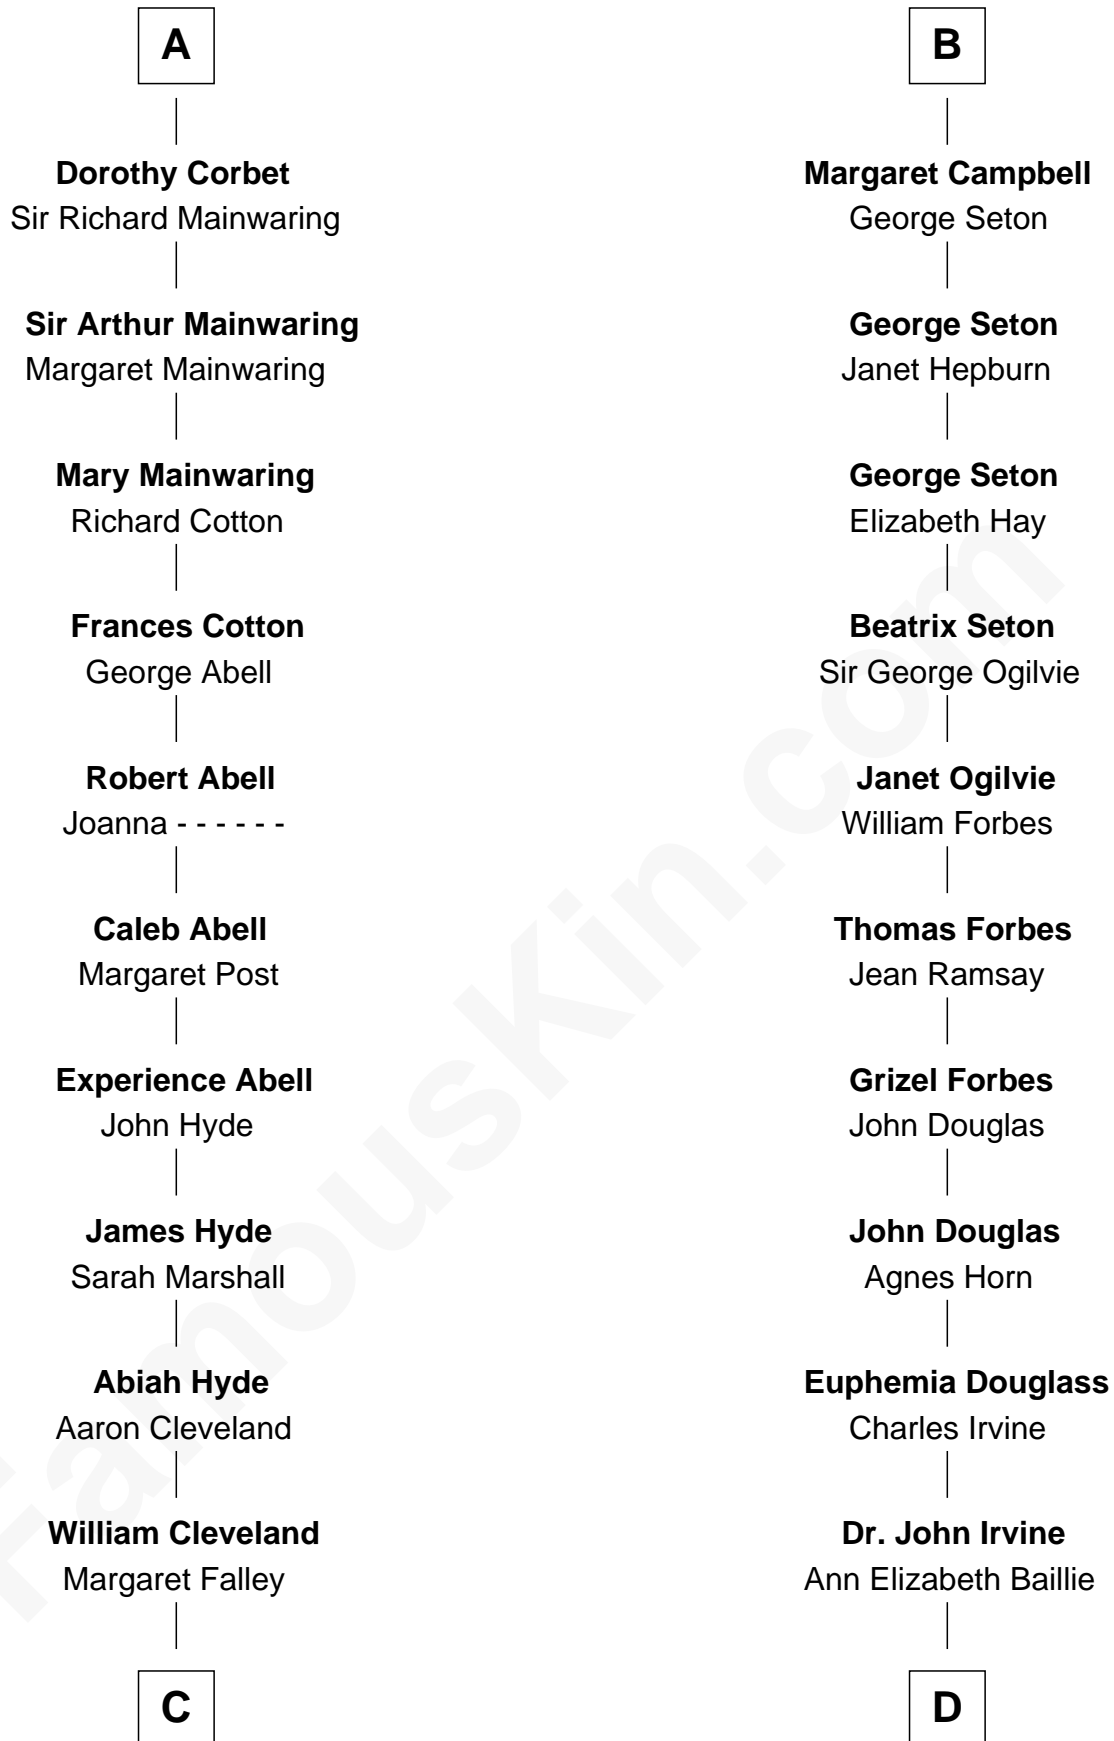 A
Dorothy Corbet
Sir Richard Mainwaring
Sir Arthur Mainwaring
Margaret Mainwaring
Mary Mainwaring
Richard Cotton
Frances Cotton
George Abell
Robert Abell
Joanna - - - - - -
Caleb Abell
Margaret Post
Experience Abell
John Hyde
James Hyde
Sarah Marshall
Abiah Hyde
Aaron Cleveland
William Cleveland
Margaret Falley
C
B
Margaret Campbell
George Seton
George Seton
Janet Hepburn
George Seton
Elizabeth Hay
Beatrix Seton
Sir George Ogilvie
Janet Ogilvie
William Forbes
Thomas Forbes
Jean Ramsay
Grizel Forbes
John Douglas
John Douglas
Agnes Horn
Euphemia Douglass
Charles Irvine
Dr. John Irvine
Ann Elizabeth Baillie
D
FamousKin.com